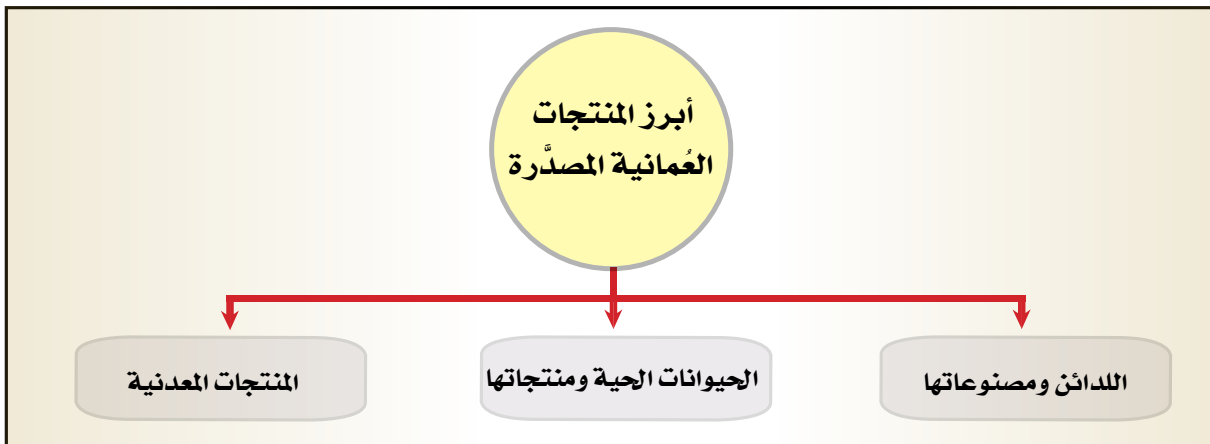 أبرز المنتجات
العُمانية المصدَّرة
اللدائن ومصنوعاتها
الحيوانات الحية ومنتجاتها
المنتجات المعدنية